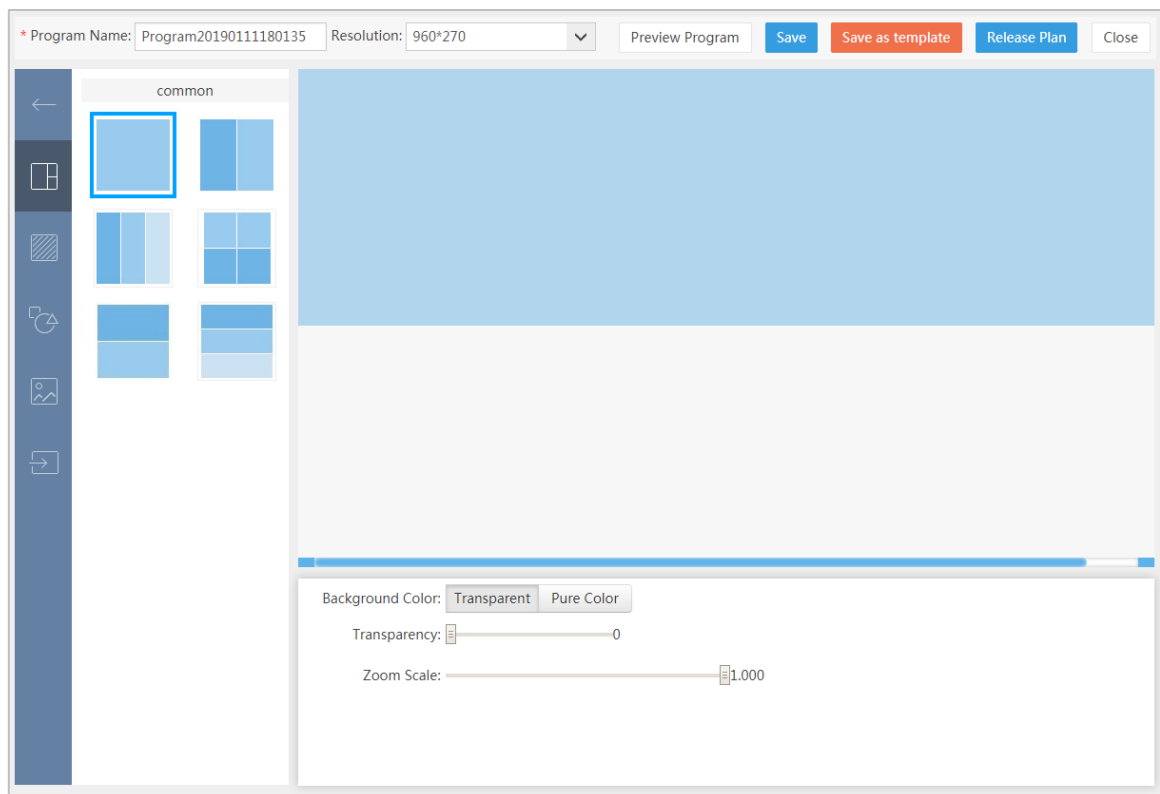 * Program Name: Program20190111180135 Resolution: 960*270 Preview Program Save Save as template Release Plan Close
common
Background Color: Transparent Pure Color
Transparency: 0
Zoom Scale: 1.000